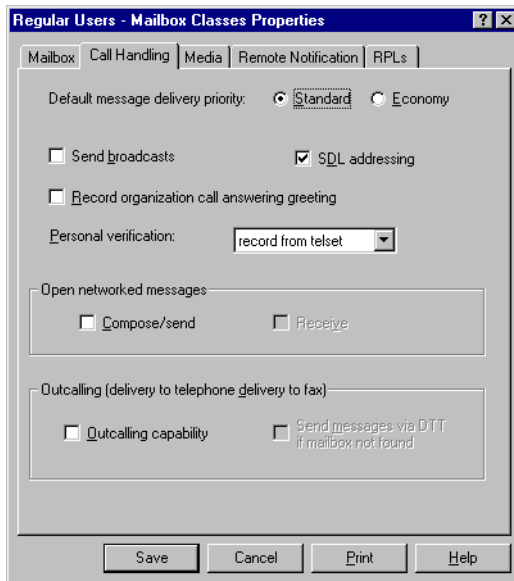 Regular Users - Mailbox Classes Properties
Mailbox Call Handling Media Remote Notification RPLs
Default message delivery priority: Standard Economy
Send broadcasts SDL addressing
Record organization call answering greeting
Personal verification: record from telset
Open networked messages
Compose/send Receive
Outcalling (delivery to telephone delivery to fax)
Outcalling capability Send messages via DTT
if mailbox not found
Save Cancel Print Help